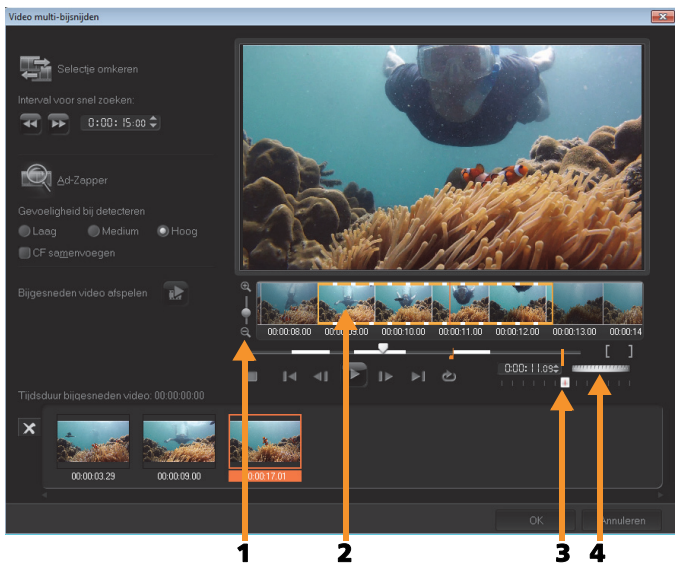 Video multi-bijsnijden
Selectje omkeren
Interval voor snel zoeken:
0:00:15:00
Ad-Zapper
Gevoeligheid bij detecteren
Laag Medium Hoog
CF samenvoegen
Bijgesneden video afspelen
00:00:08.00 00:00:09.00 00:00:10.00 00:00:11.00 00:00:12.00 00:00:13.00 00:00:14
[ ]
0:00:11.09
Tijdsduur bijgesneden video: 00:00:00:00
00:00:03.29 00:00:09.00 00:00:17.01
OK Annuleren
1 2 3 4